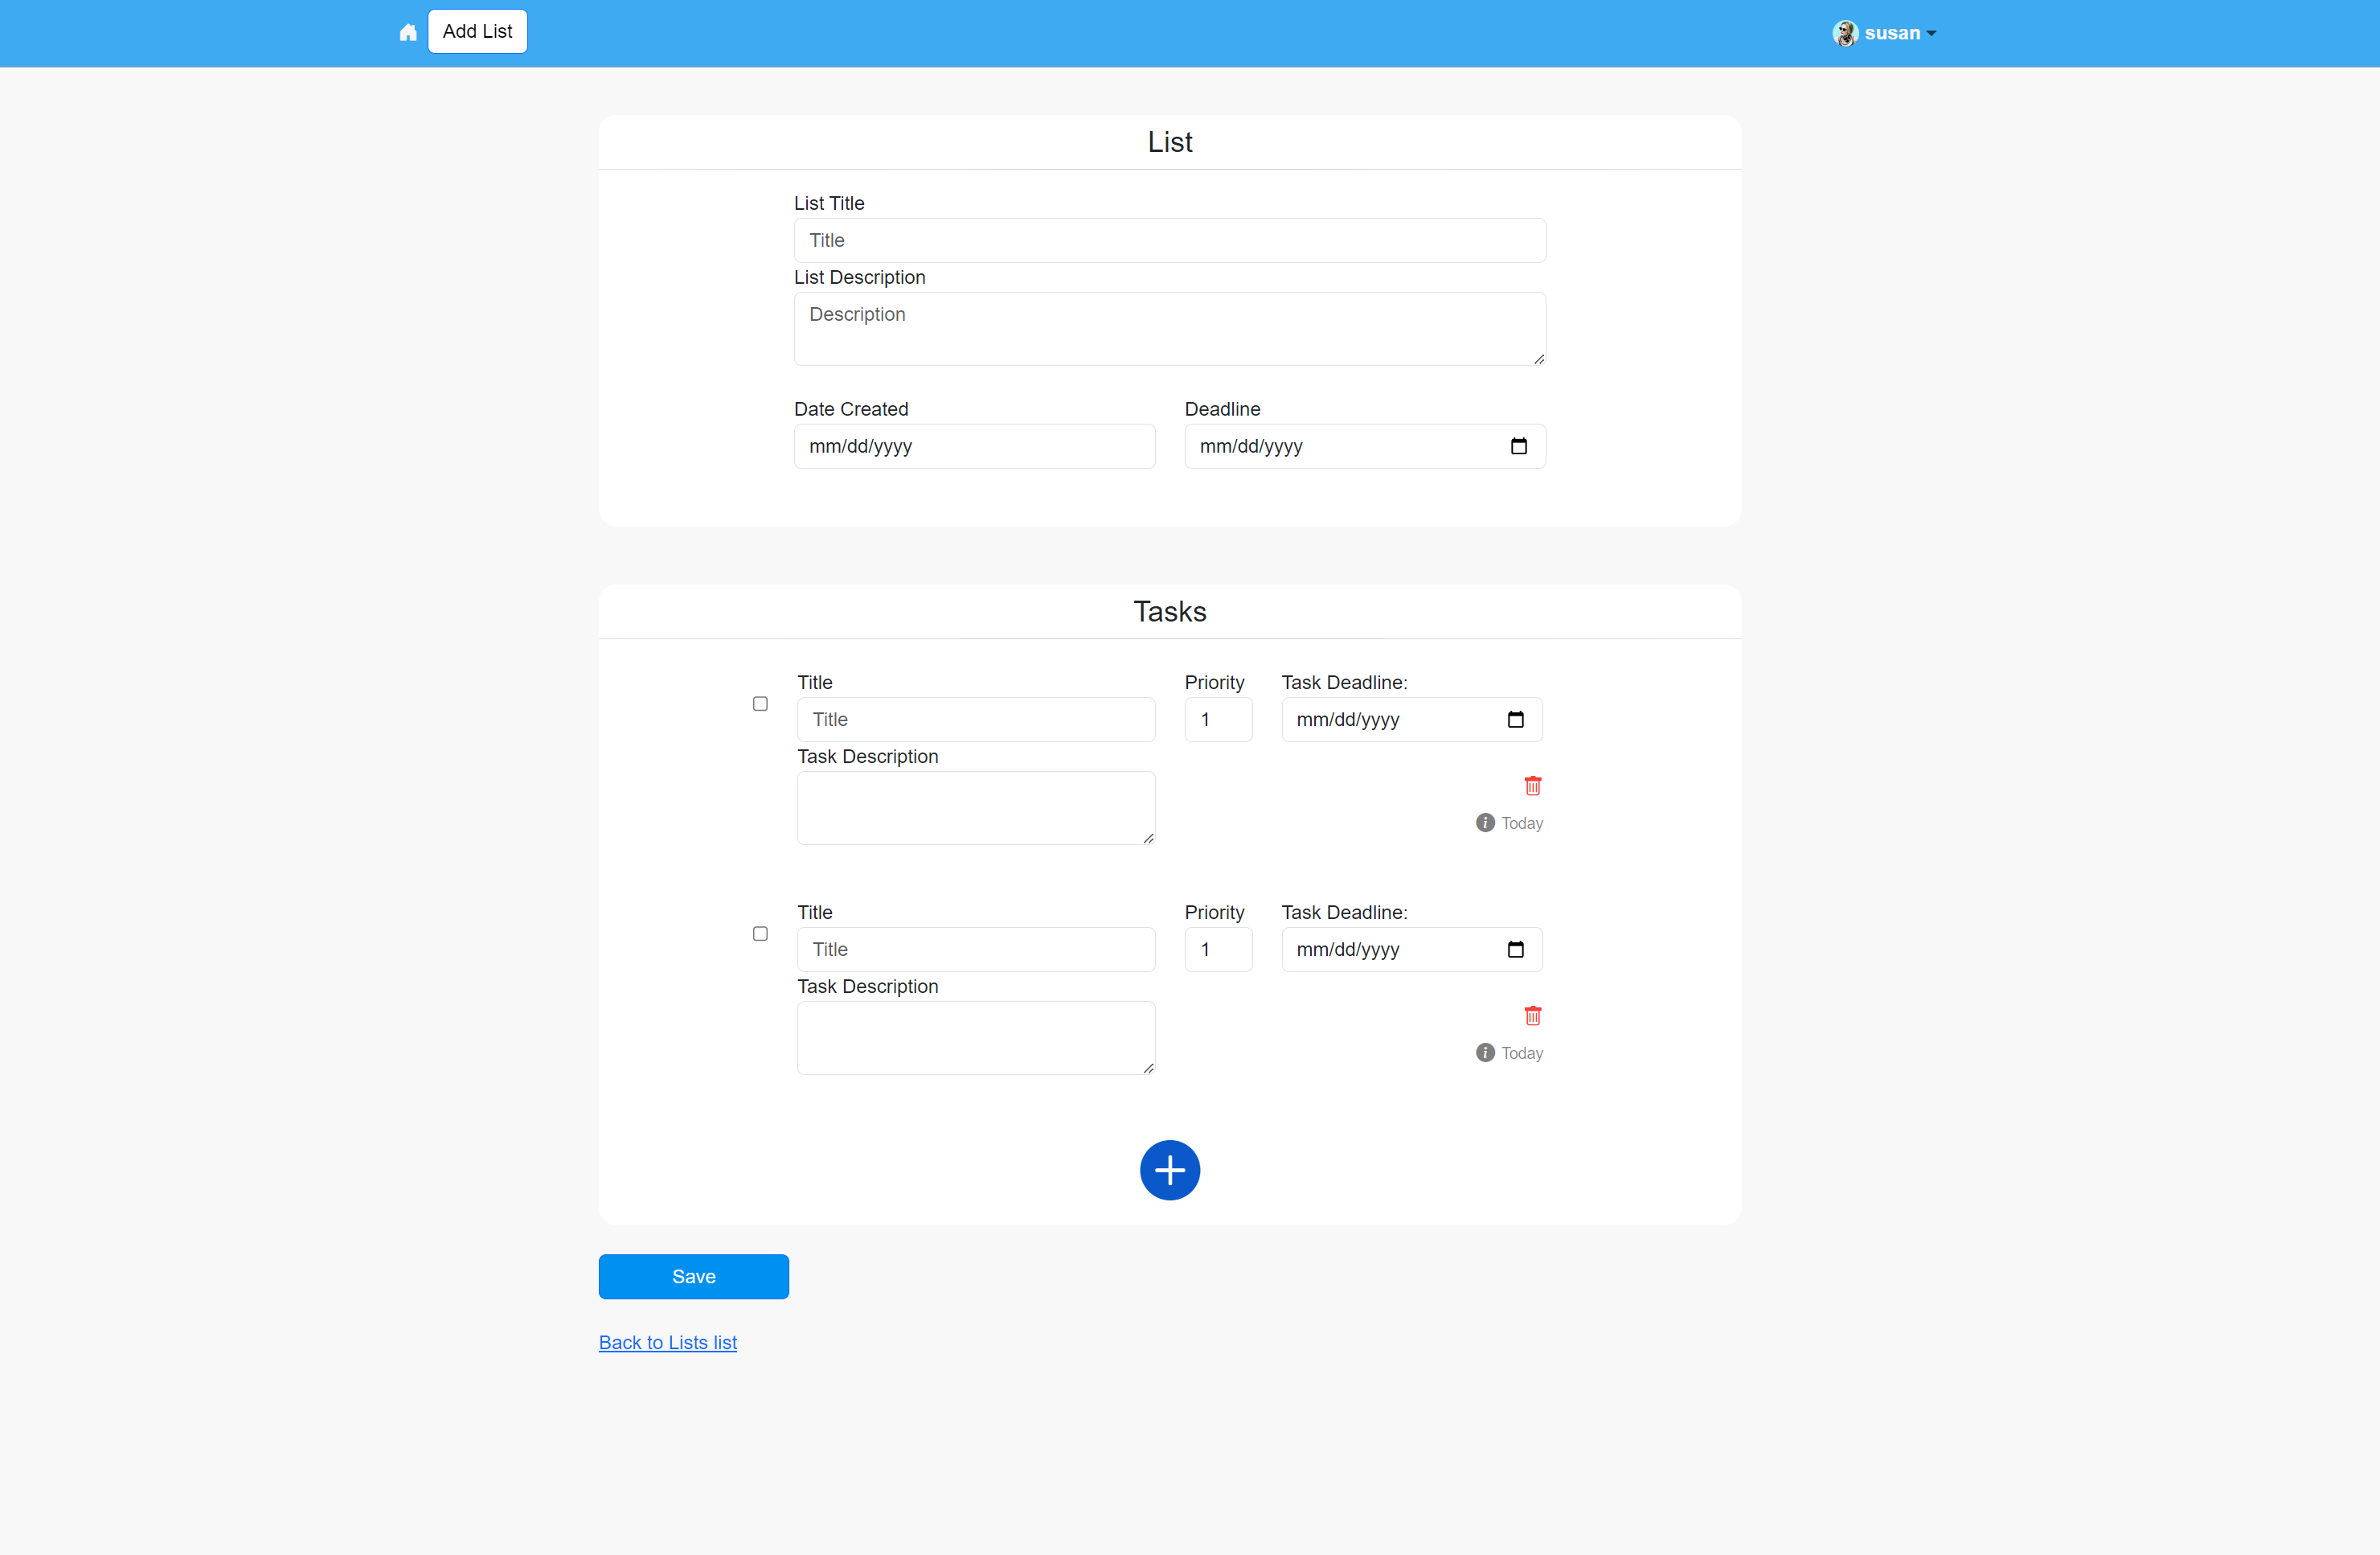 Add List
susan
List
List Title
Title
List Description
Description
Date Created Deadline
mm/dd/yyyy mm/dd/yyyy
Tasks
Title Priority Task Deadline:
Title 1 mm/dd/yyyy
Task Description
Today
Title Priority Task Deadline:
Title 1 mm/dd/yyyy
Task Description
Today
Save
Back to Lists list